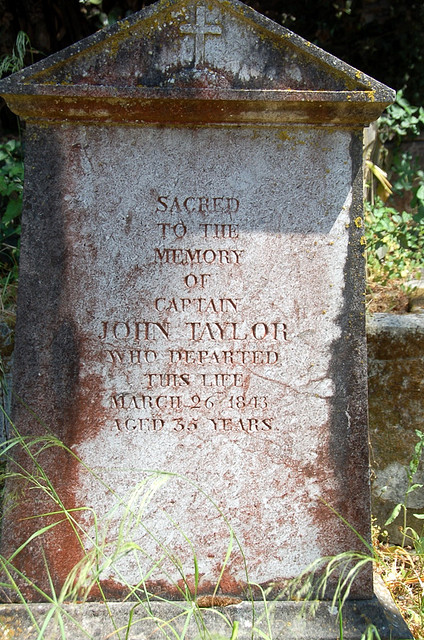 SACRED
TO THE
MEMORY
OF
CAPTAIN
JOHN TAYLOR
WHO DEPARTED
THIS LIFE
MARCH 26 1843
AGED 35 YEARS